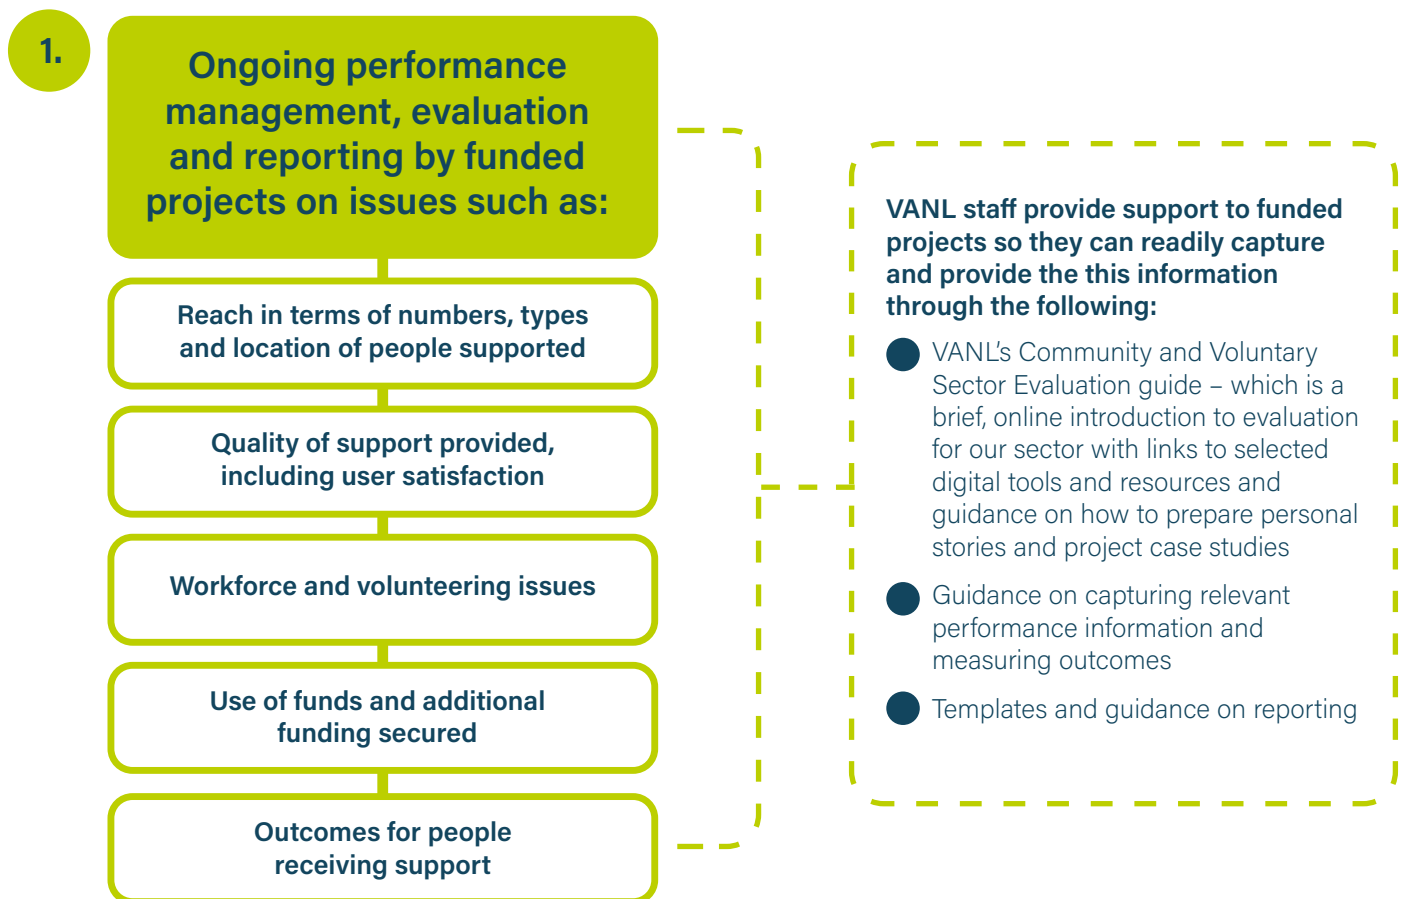 1.
Ongoing performance
management, evaluation
and reporting by funded
projects on issues such as:
Reach in terms of numbers, types
and location of people supported
Quality of support provided,
including user satisfaction
Workforce and volunteering issues
Use of funds and additional
funding secured
Outcomes for people
receiving support
VANL staff provide support to funded
projects so they can readily capture
and provide the this information
through the following:
VANL’s Community and Voluntary
Sector Evaluation guide – which is a
brief, online introduction to evaluation
for our sector with links to selected
digital tools and resources and
guidance on how to prepare personal
stories and project case studies
Guidance on capturing relevant
performance information and
measuring outcomes
Templates and guidance on reporting